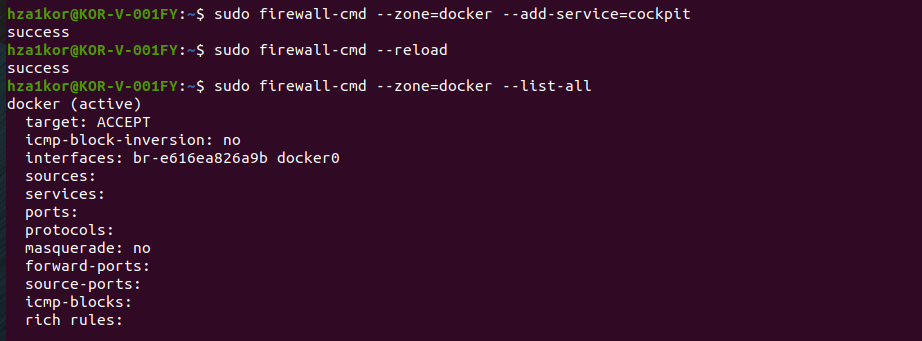 hza1kor@KOR-V-001FY:~$ sudo firewall-cmd --zone=docker --add-service=cockpit
success
hza1kor@KOR-V-001FY:~$ sudo firewall-cmd --reload
success
hza1kor@KOR-V-001FY:~$ sudo firewall-cmd --zone=docker --list-all
docker (active)
  target: ACCEPT
  icmp-block-inversion: no
  interfaces: br-e616ea826a9b docker0
  sources:
  services:
  ports:
  protocols:
  masquerade: no
  forward-ports:
  source-ports:
  icmp-blocks:
  rich rules: